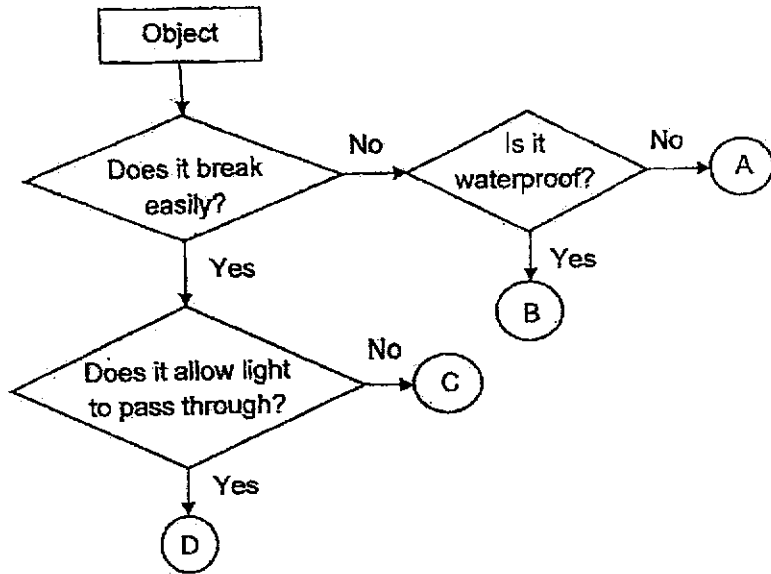 Object
Does it break
easily?
No
Is it
waterproof?
No
A
Yes
B
Yes
Does it allow light
to pass through?
No
C
Yes
D